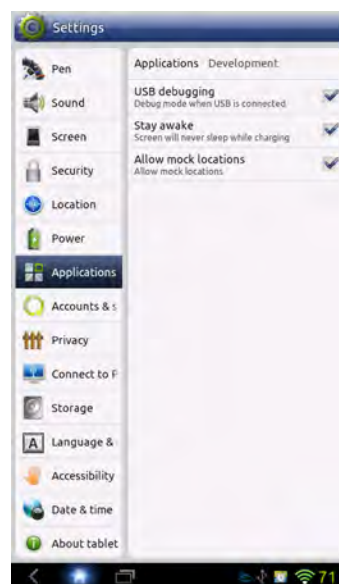 Settings
Pen
Sound
Screen
Security
Location
Power
Applications
Accounts & s
Privacy
Connect to P
Storage
Language &
Accessibility
Date & time
About tablet
Applications Development
USB debugging
Debug mode when USB is connected
Stay awake
Screen will never sleep while charging
Allow mock locations
Allow mock locations
71